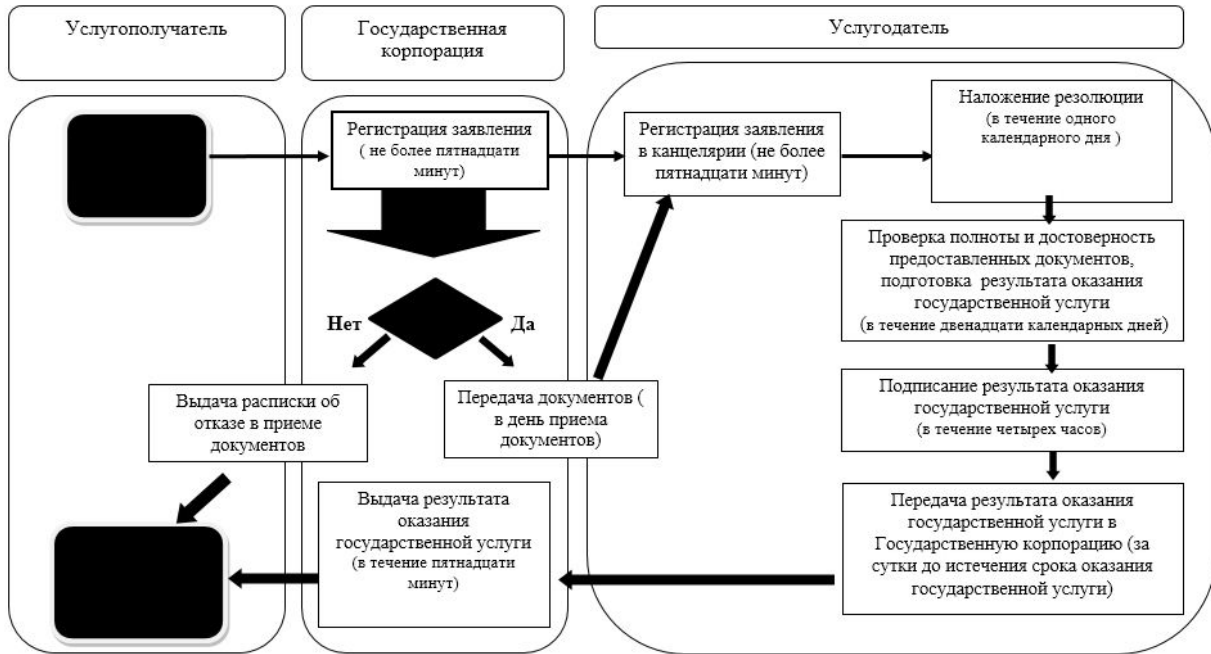 Услугополучатель
Государственная
корпорация
Услугодатель
Регистрация заявления
( не более пятнадцати
минут)
Регистрация заявления
в канцелярии (не более
пятнадцати минут)
Наложение резолюции
(в течение одного
календарного дня )
Проверка полноты и достоверность
предоставленных документов,
подготовка результата оказания
государственной услуги
(в течение двенадцати календарных дней)
Нет
Да
Выдача расписки об
отказе в приеме
документов
Передача документов (
в день приема
документов)
Подписание результата оказания
государственной услуги
(в течение четырех часов)
Выдача результата
оказания
государственной услуги
(в течение пятнадцати
минут)
Передача результата оказания
государственной услуги в
Государственную корпорацию (за
сутки до истечения срока оказания
государственной услуги)